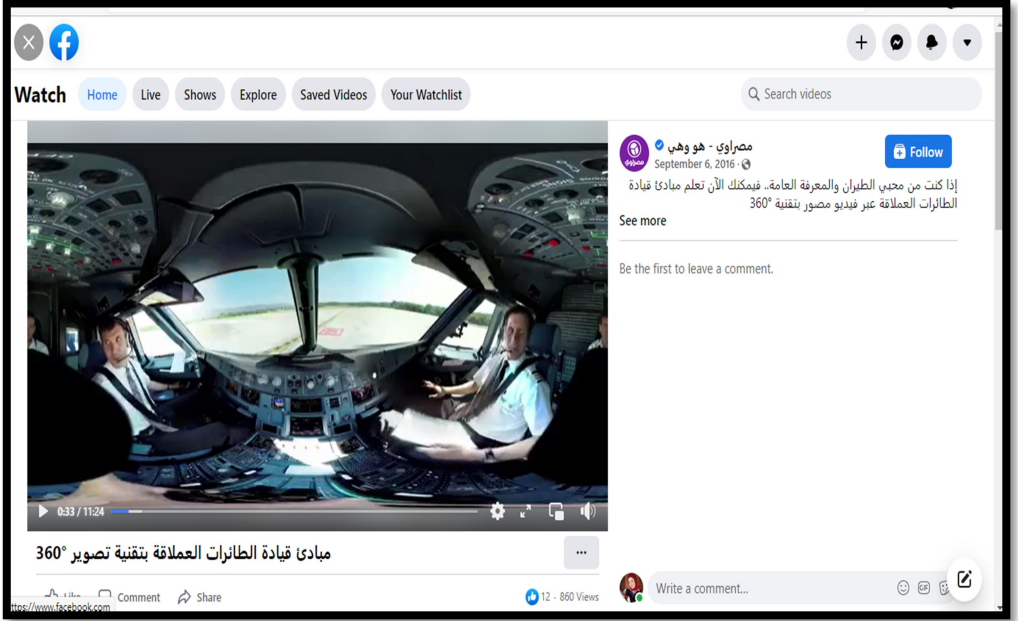 Watch
Home
Live
Shows
Explore
Saved Videos
Your Watchlist
Search videos
مصراوي - هو وهي
September 6, 2016
Follow
إذا كنت من محبي الطيران والمعرفة العامة.. فيمكنك الآن تعلم مبادئ قيادة
الطائرات العملاقة عبر فيديو مصور بتقنية °360
See more
Be the first to leave a comment.
0:33 / 11:24
مبادئ قيادة الطائرات العملاقة بتقنية تصوير °360
Like
Comment
Share
12 · 860 Views
Write a comment...
GIF
ttps://www.facebook.com